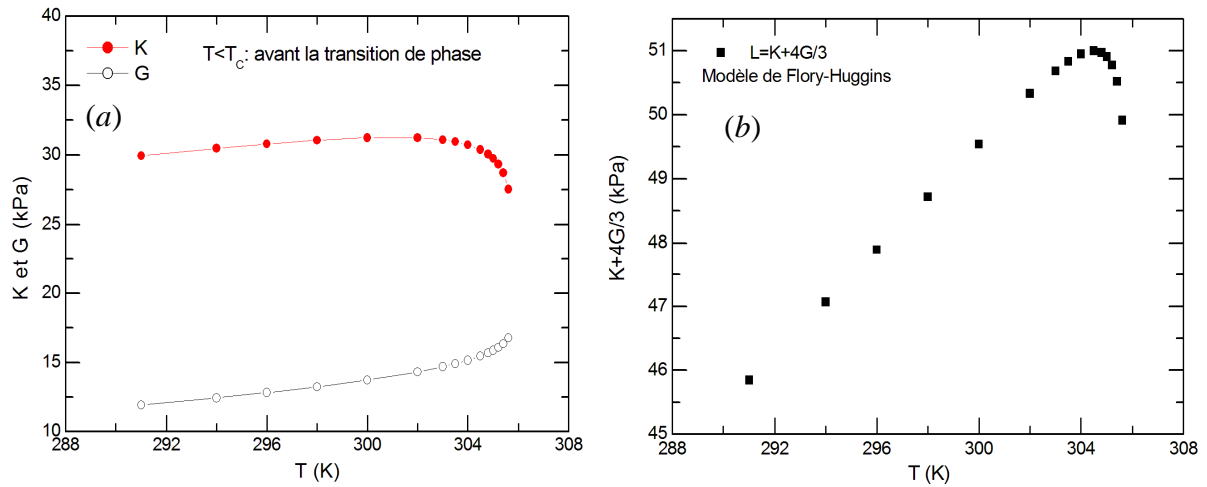 K
G
T<T_C: avant la transition de phase
(a)
40
35
30
25
20
15
10
K et G (kPa)
288 292 296 300 304 308
T (K)
L=K+4G/3
Modèle de Flory-Huggins
(b)
51
50
49
48
47
46
45
K+4G/3 (kPa)
288 292 296 300 304 308
T (K)